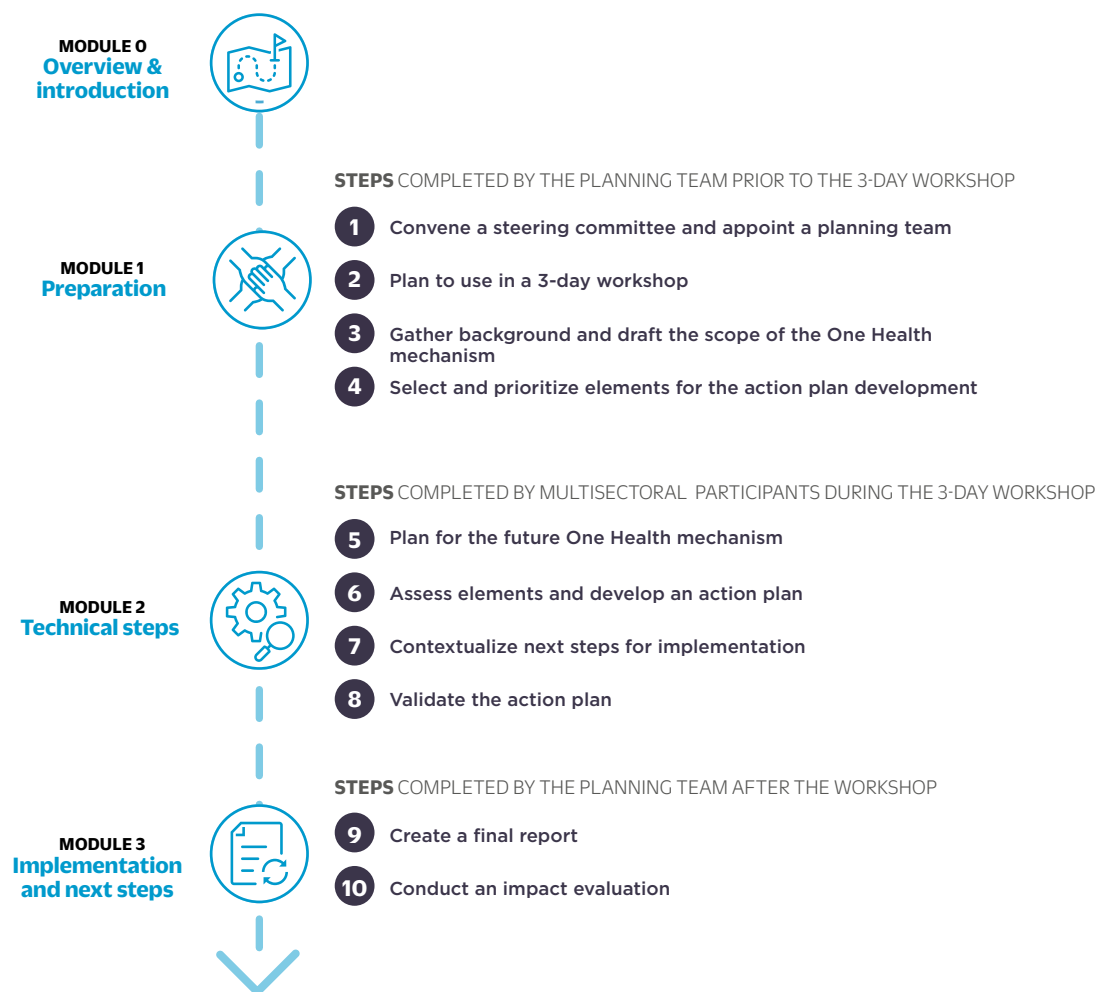 MODULE 0
Overview &
introduction
STEPS COMPLETED BY THE PLANNING TEAM PRIOR TO THE 3-DAY WORKSHOP
MODULE 1
Preparation
1 Convene a steering committee and appoint a planning team
2 Plan to use in a 3-day workshop
3 Gather background and draft the scope of the One Health
mechanism
4 Select and prioritize elements for the action plan development
STEPS COMPLETED BY MULTISECTORAL PARTICIPANTS DURING THE 3-DAY WORKSHOP
MODULE 2
Technical steps
5 Plan for the future One Health mechanism
6 Assess elements and develop an action plan
7 Contextualize next steps for implementation
8 Validate the action plan
STEPS COMPLETED BY THE PLANNING TEAM AFTER THE WORKSHOP
MODULE 3
Implementation
and next steps
9 Create a final report
10 Conduct an impact evaluation